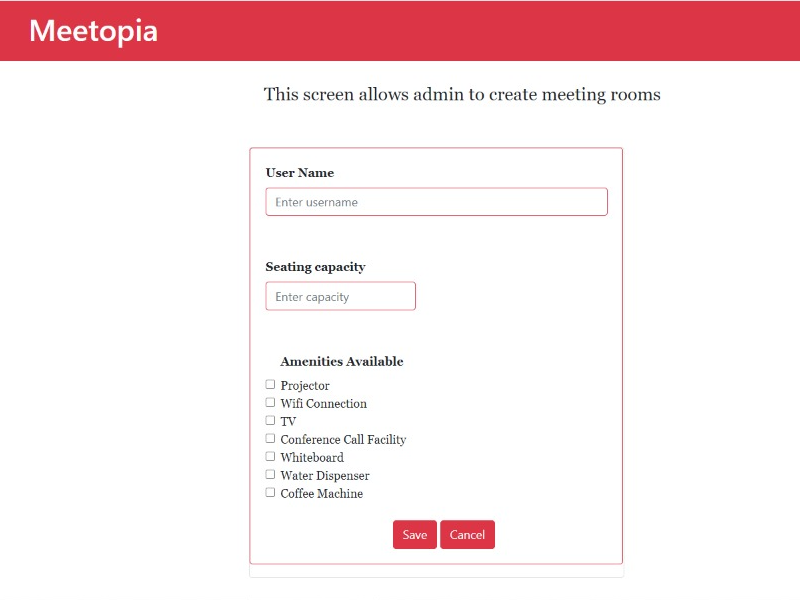 Meetopia
This screen allows admin to create meeting rooms
User Name
Enter username
Seating capacity
Enter capacity
Amenities Available
Projector
Wifi Connection
TV
Conference Call Facility
Whiteboard
Water Dispenser
Coffee Machine
Save Cancel